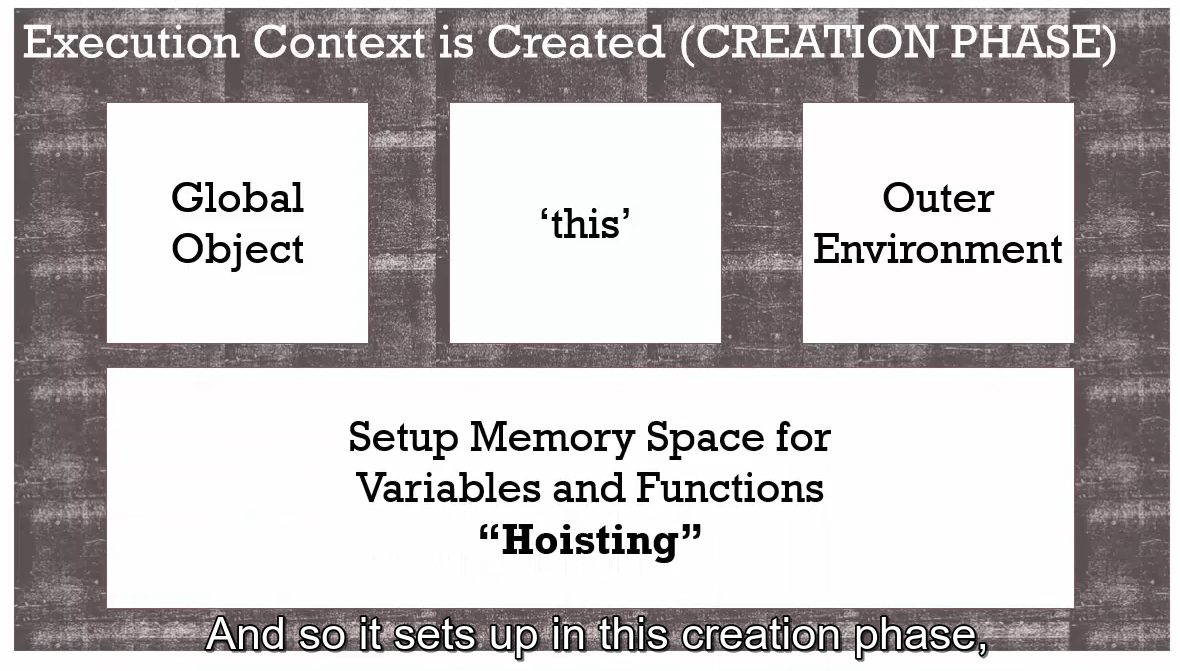 Execution Context is Created (CREATION PHASE)
Global
Object
‘this’
Outer
Environment
Setup Memory Space for
Variables and Functions
“Hoisting”
And so it sets up in this creation phase,